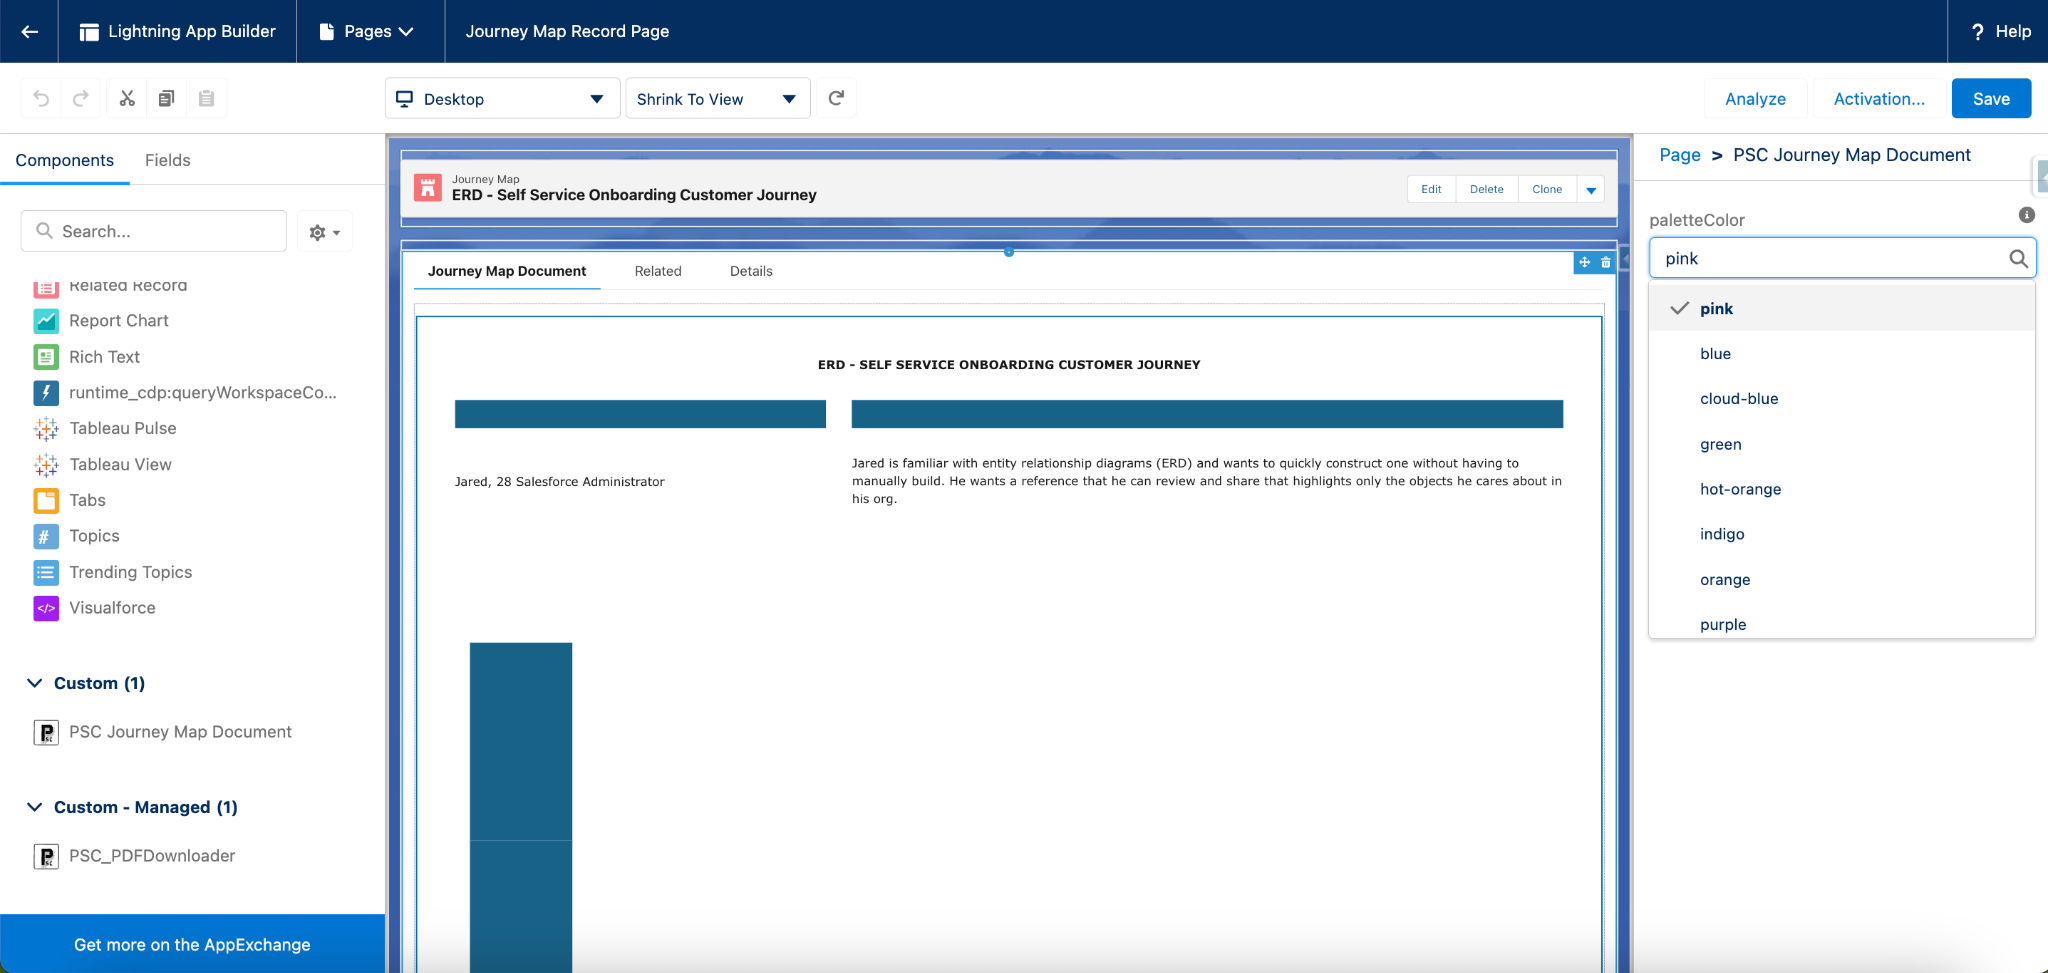 Lightning App Builder
Pages
Journey Map Record Page
? Help
Desktop
Shrink To View
Analyze
Activation...
Save
Components
Fields
Search...
Related Record
Report Chart
Rich Text
runtime_cdp:queryWorkspaceCo...
Tableau Pulse
Tableau View
Tabs
# Topics
Trending Topics
</> Visualforce
Custom (1)
PSC Journey Map Document
Custom - Managed (1)
PSC_PDFDownloader
Get more on the AppExchange
Journey Map
ERD - Self Service Onboarding Customer Journey
Edit
Delete
Clone
Journey Map Document
Related
Details
ERD - SELF SERVICE ONBOARDING CUSTOMER JOURNEY
Jared, 28 Salesforce Administrator
Jared is familiar with entity relationship diagrams (ERD) and wants to quickly construct one without having to
manually build. He wants a reference that he can review and share that highlights only the objects he cares about in
his org.
Page > PSC Journey Map Document
paletteColor
pink
pink
blue
cloud-blue
green
hot-orange
indigo
orange
purple